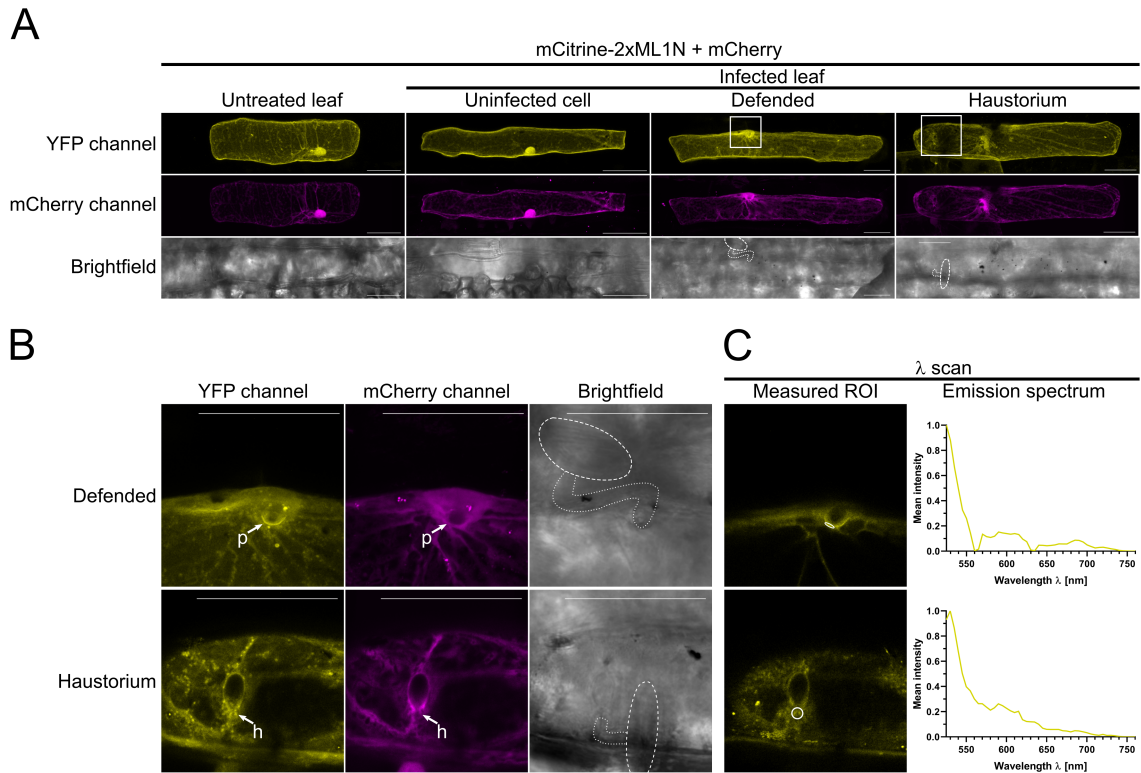 A
mCitrine-2xML1N + mCherry
Infected leaf
Untreated leaf
Uninfected cell
Defended
Haustorium
YFP channel
mCherry channel
Brightfield
B
YFP channel
mCherry channel
Brightfield
Defended
p
p
Haustorium
h
h
C
λ scan
Measured ROI
Emission spectrum
Mean intensity
1.0
0.8
0.6
0.4
0.2
0.0
550
600
650
700
750
Wavelength λ [nm]
Mean intensity
1.0
0.8
0.6
0.4
0.2
0.0
550
600
650
700
750
Wavelength λ [nm]